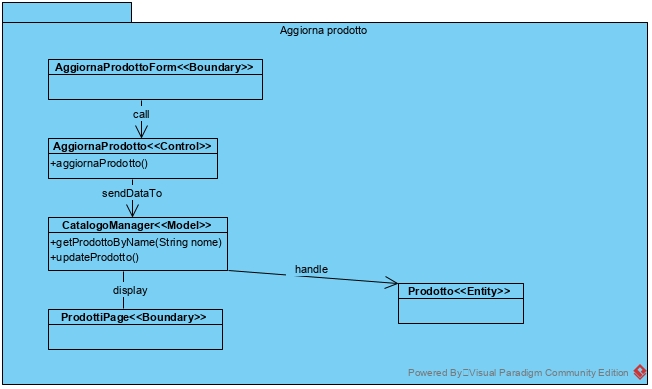 Aggiorna prodotto
AggiornaProdottoForm<<Boundary>>
call
AggiornaProdotto<<Control>>
+aggiornaProdotto()
sendDataTo
CatalogoManager<<Model>>
+getProdottoByName(String nome)
+updateProdotto()
handle
display
Prodotto<<Entity>>
ProdottiPage<<Boundary>>
Powered By Visual Paradigm Community Edition